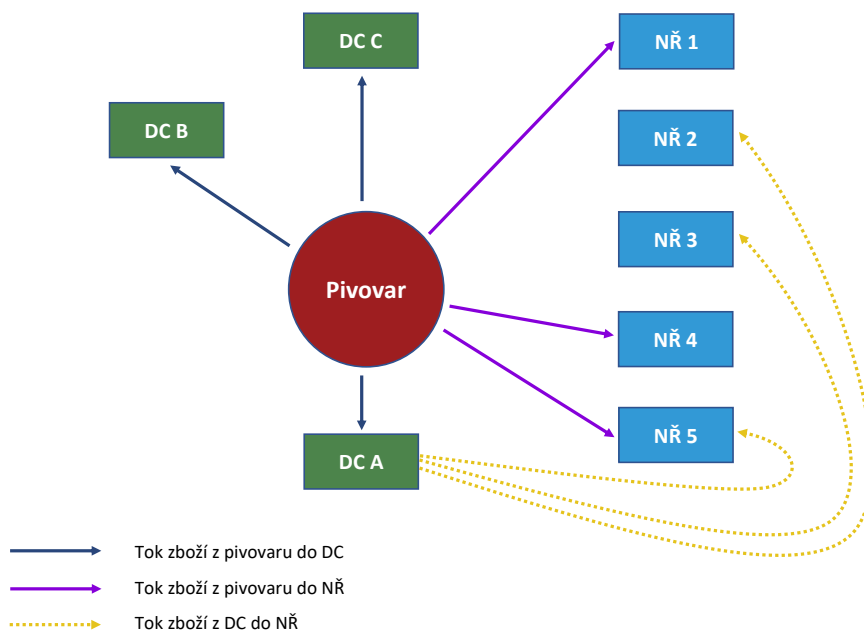 DC C
NŘ 1
DC B
NŘ 2
NŘ 3
Pivovar
NŘ 4
NŘ 5
DC A
Tok zboží z pivovaru do DC
Tok zboží z pivovaru do NŘ
Tok zboží z DC do NŘ